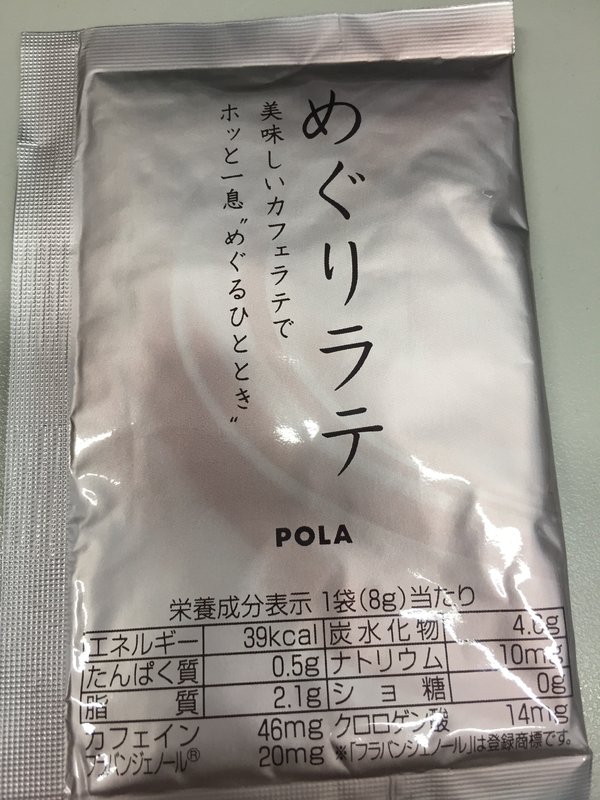 めぐりラテ
美味しいカフェラテで
ホッと一息〝めぐるひととき〟
POLA
栄養成分表示 1袋(8g)当たり
エネルギー 39kcal 炭水化物
たんぱく質 0.5g ナトリウム 10mg
脂質 2.1g ショ糖 0g
カフェイン 46mg クロロゲン酸 14mg
フラバンジェノール® 20mg ※「フラバンジェノール」は登録商標です。